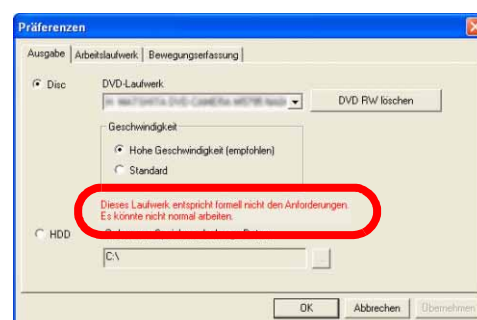 Präferenzen
Ausgabe Arbeitslaufwerk Bewegungserfassung
Disc DVD-Laufwerk
DVD RW löschen
Geschwindigkeit
Hohe Geschwindigkeit (empfohlen)
Standard
Dieses Laufwerk entspricht formell nicht den Anforderungen.
Es könnte nicht normal arbeiten.
HDD
C:\
OK Abbrechen Übernehmen